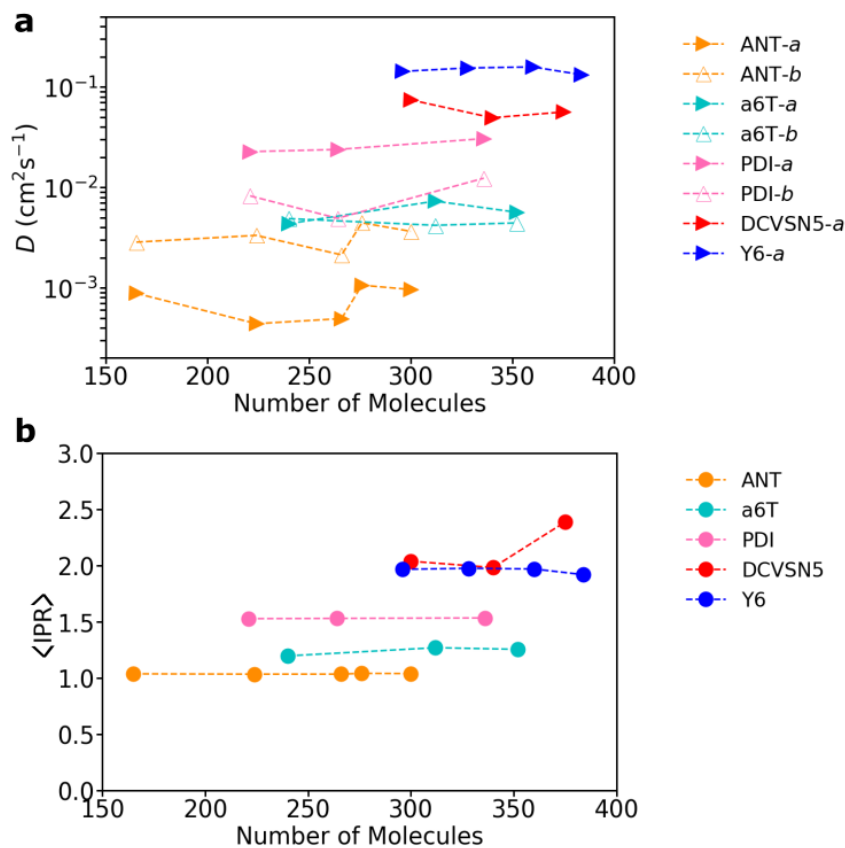 a
D (cm²s⁻¹)
10⁻¹
10⁻²
10⁻³
150 200 250 300 350 400
Number of Molecules
ANT-a
ANT-b
a6T-a
a6T-b
PDI-a
PDI-b
DCVSN5-a
Y6-a
b
⟨IPR⟩
3.0
2.5
2.0
1.5
1.0
0.5
0.0
150 200 250 300 350 400
Number of Molecules
ANT
a6T
PDI
DCVSN5
Y6